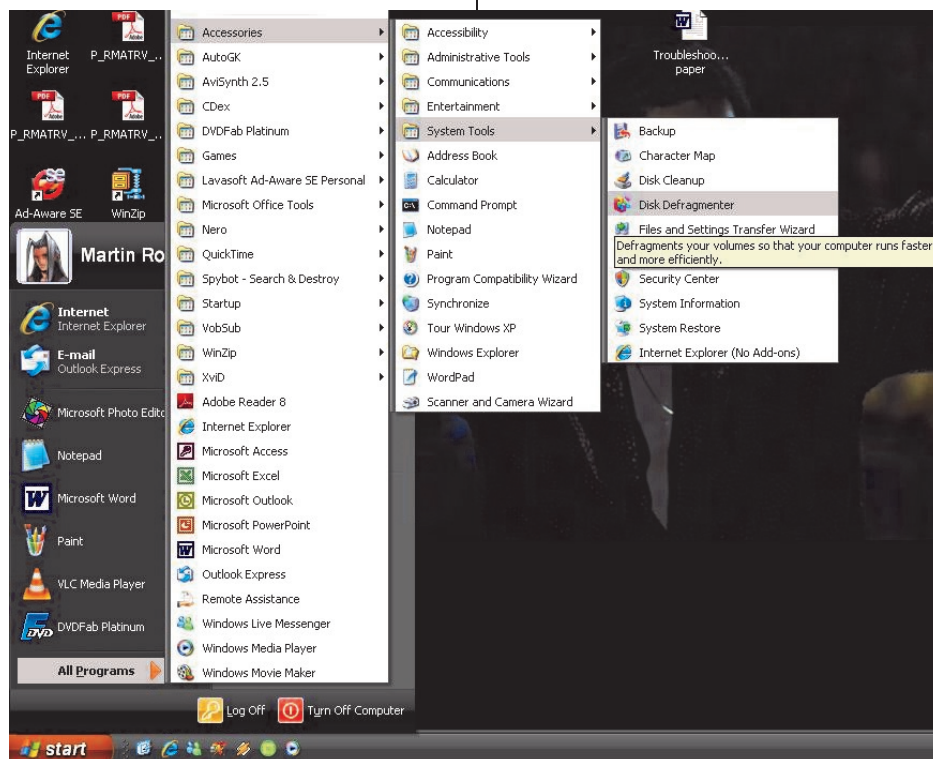 Internet
Explorer
P_RMATRV_...
P_RMATRV_...
P_RMATRV_...
Ad-Aware SE
WinZip
Troubleshoo...
paper
Martin Ro
Internet
Internet Explorer
E-mail
Outlook Express
Microsoft Photo Edito
Notepad
Microsoft Word
Paint
VLC Media Player
DVDFab Platinum
All Programs
Accessories
AutoGK
AviSynth 2.5
CDex
DVDFab Platinum
Games
Lavasoft Ad-Aware SE Personal
Microsoft Office Tools
Nero
QuickTime
Spybot - Search & Destroy
Startup
VobSub
WinZip
XviD
Adobe Reader 8
Internet Explorer
Microsoft Access
Microsoft Excel
Microsoft Outlook
Microsoft PowerPoint
Microsoft Word
Outlook Express
Remote Assistance
Windows Live Messenger
Windows Media Player
Windows Movie Maker
Accessibility
Administrative Tools
Communications
Entertainment
System Tools
Address Book
Calculator
Command Prompt
Notepad
Paint
Program Compatibility Wizard
Synchronize
Tour Windows XP
Windows Explorer
WordPad
Scanner and Camera Wizard
Backup
Character Map
Disk Cleanup
Disk Defragmenter
Files and Settings Transfer Wizard
Defragments your volumes so that your computer runs faster
and more efficiently.
Security Center
System Information
System Restore
Internet Explorer (No Add-ons)
Log Off
Turn Off Computer
start